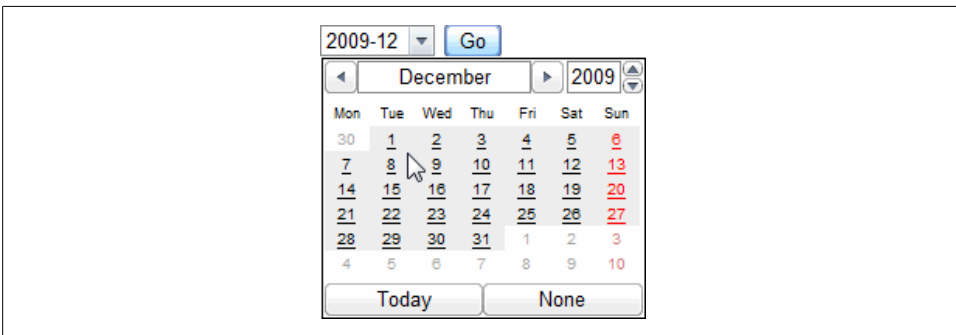 2009-12 Go
December 2009
Mon Tue Wed Thu Fri Sat Sun
30 1 2 3 4 5 6
7 8 9 10 11 12 13
14 15 16 17 18 19 20
21 22 23 24 25 26 27
28 29 30 31 1 2 3
4 5 6 7 8 9 10
Today None